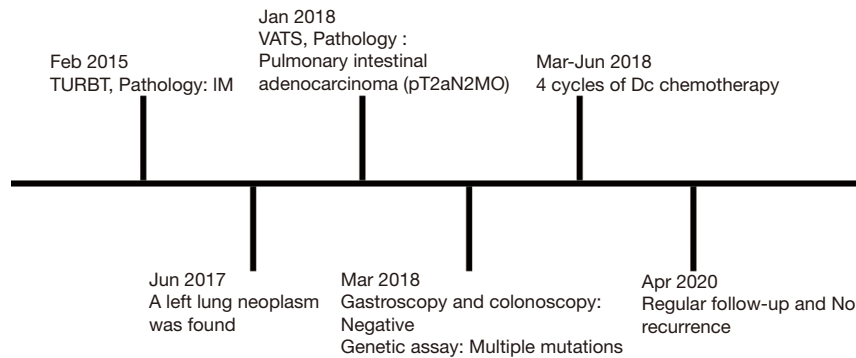 Feb 2015
TURBT, Pathology: IM
Jan 2018
VATS, Pathology :
Pulmonary intestinal
adenocarcinoma (pT2aN2MO)
Mar-Jun 2018
4 cycles of Dc chemotherapy
Jun 2017
A left lung neoplasm
was found
Mar 2018
Gastroscopy and colonoscopy:
Negative
Genetic assay: Multiple mutations
Apr 2020
Regular follow-up and No
recurrence